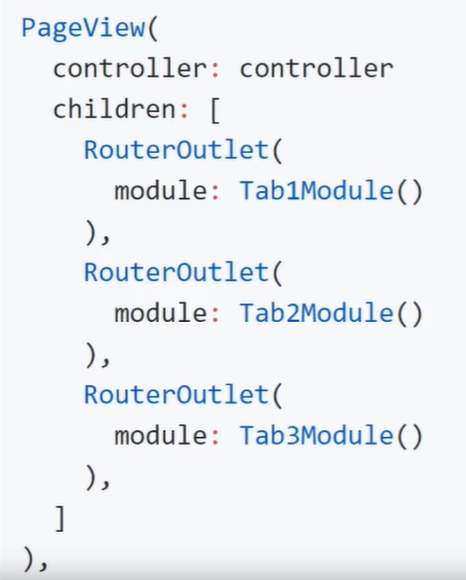 PageView(
  controller: controller
  children: [
    RouterOutlet(
      module: Tab1Module()
    ),
    RouterOutlet(
      module: Tab2Module()
    ),
    RouterOutlet(
      module: Tab3Module()
    ),
  ]
),